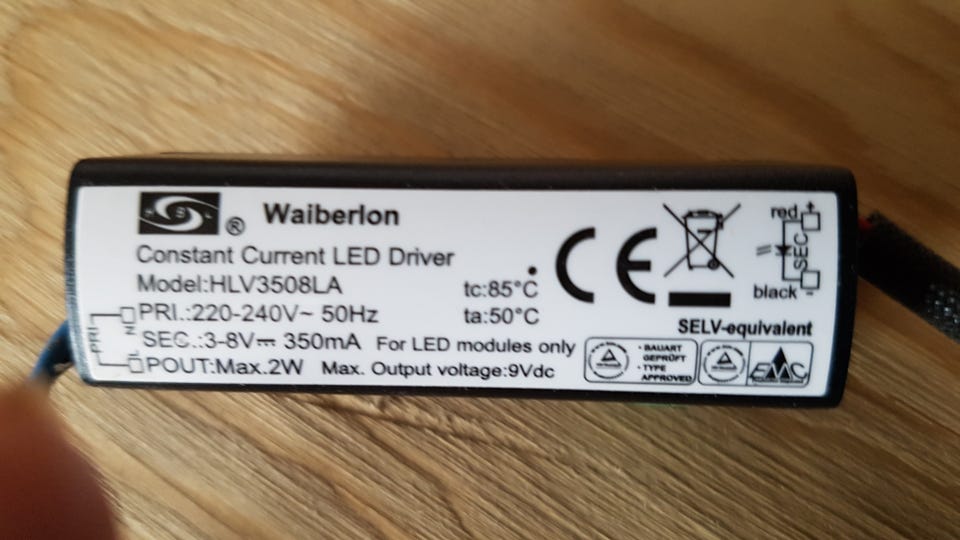 HSL ® Waiberlon
Constant Current LED Driver
Model:HLV3508LA tc:85°C
PRI.:220-240V~ 50Hz ta:50°C
SEC.:3-8V⎓ 350mA For LED modules only
POUT:Max.2W Max. Output voltage:9Vdc
PRI
N
L
CE
red +
SEC
black -
SELV-equivalent
• BAUART
GEPRÜFT
• TYPE
APPROVED
EMC